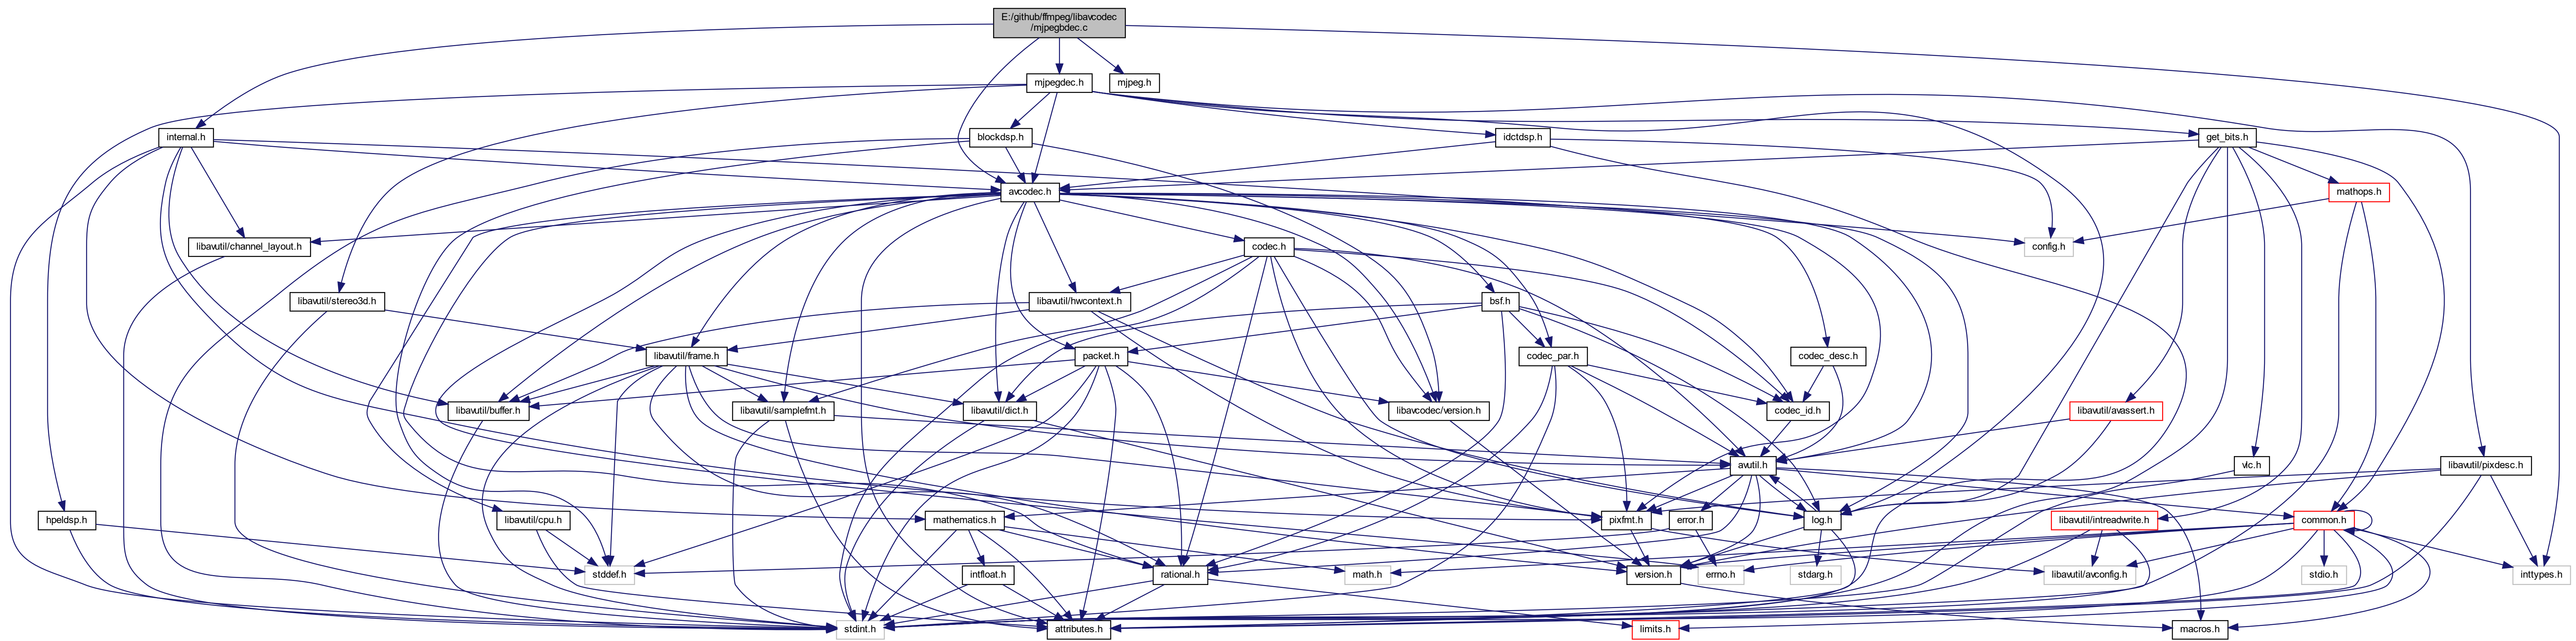 E:/github/ffmpeg/libavcodec
/mjpegbdec.c
mjpegdec.h
mjpeg.h
internal.h
blockdsp.h
idctdsp.h
get_bits.h
avcodec.h
mathops.h
libavutil/channel_layout.h
codec.h
config.h
libavutil/stereo3d.h
libavutil/hwcontext.h
bsf.h
libavutil/frame.h
packet.h
codec_par.h
codec_desc.h
libavutil/buffer.h
libavutil/samplefmt.h
libavutil/dict.h
libavcodec/version.h
codec_id.h
libavutil/avassert.h
avutil.h
vlc.h
libavutil/pixdesc.h
hpeldsp.h
libavutil/cpu.h
mathematics.h
pixfmt.h
error.h
log.h
libavutil/intreadwrite.h
common.h
stddef.h
intfloat.h
rational.h
math.h
version.h
errno.h
stdarg.h
libavutil/avconfig.h
stdio.h
inttypes.h
stdint.h
attributes.h
limits.h
macros.h